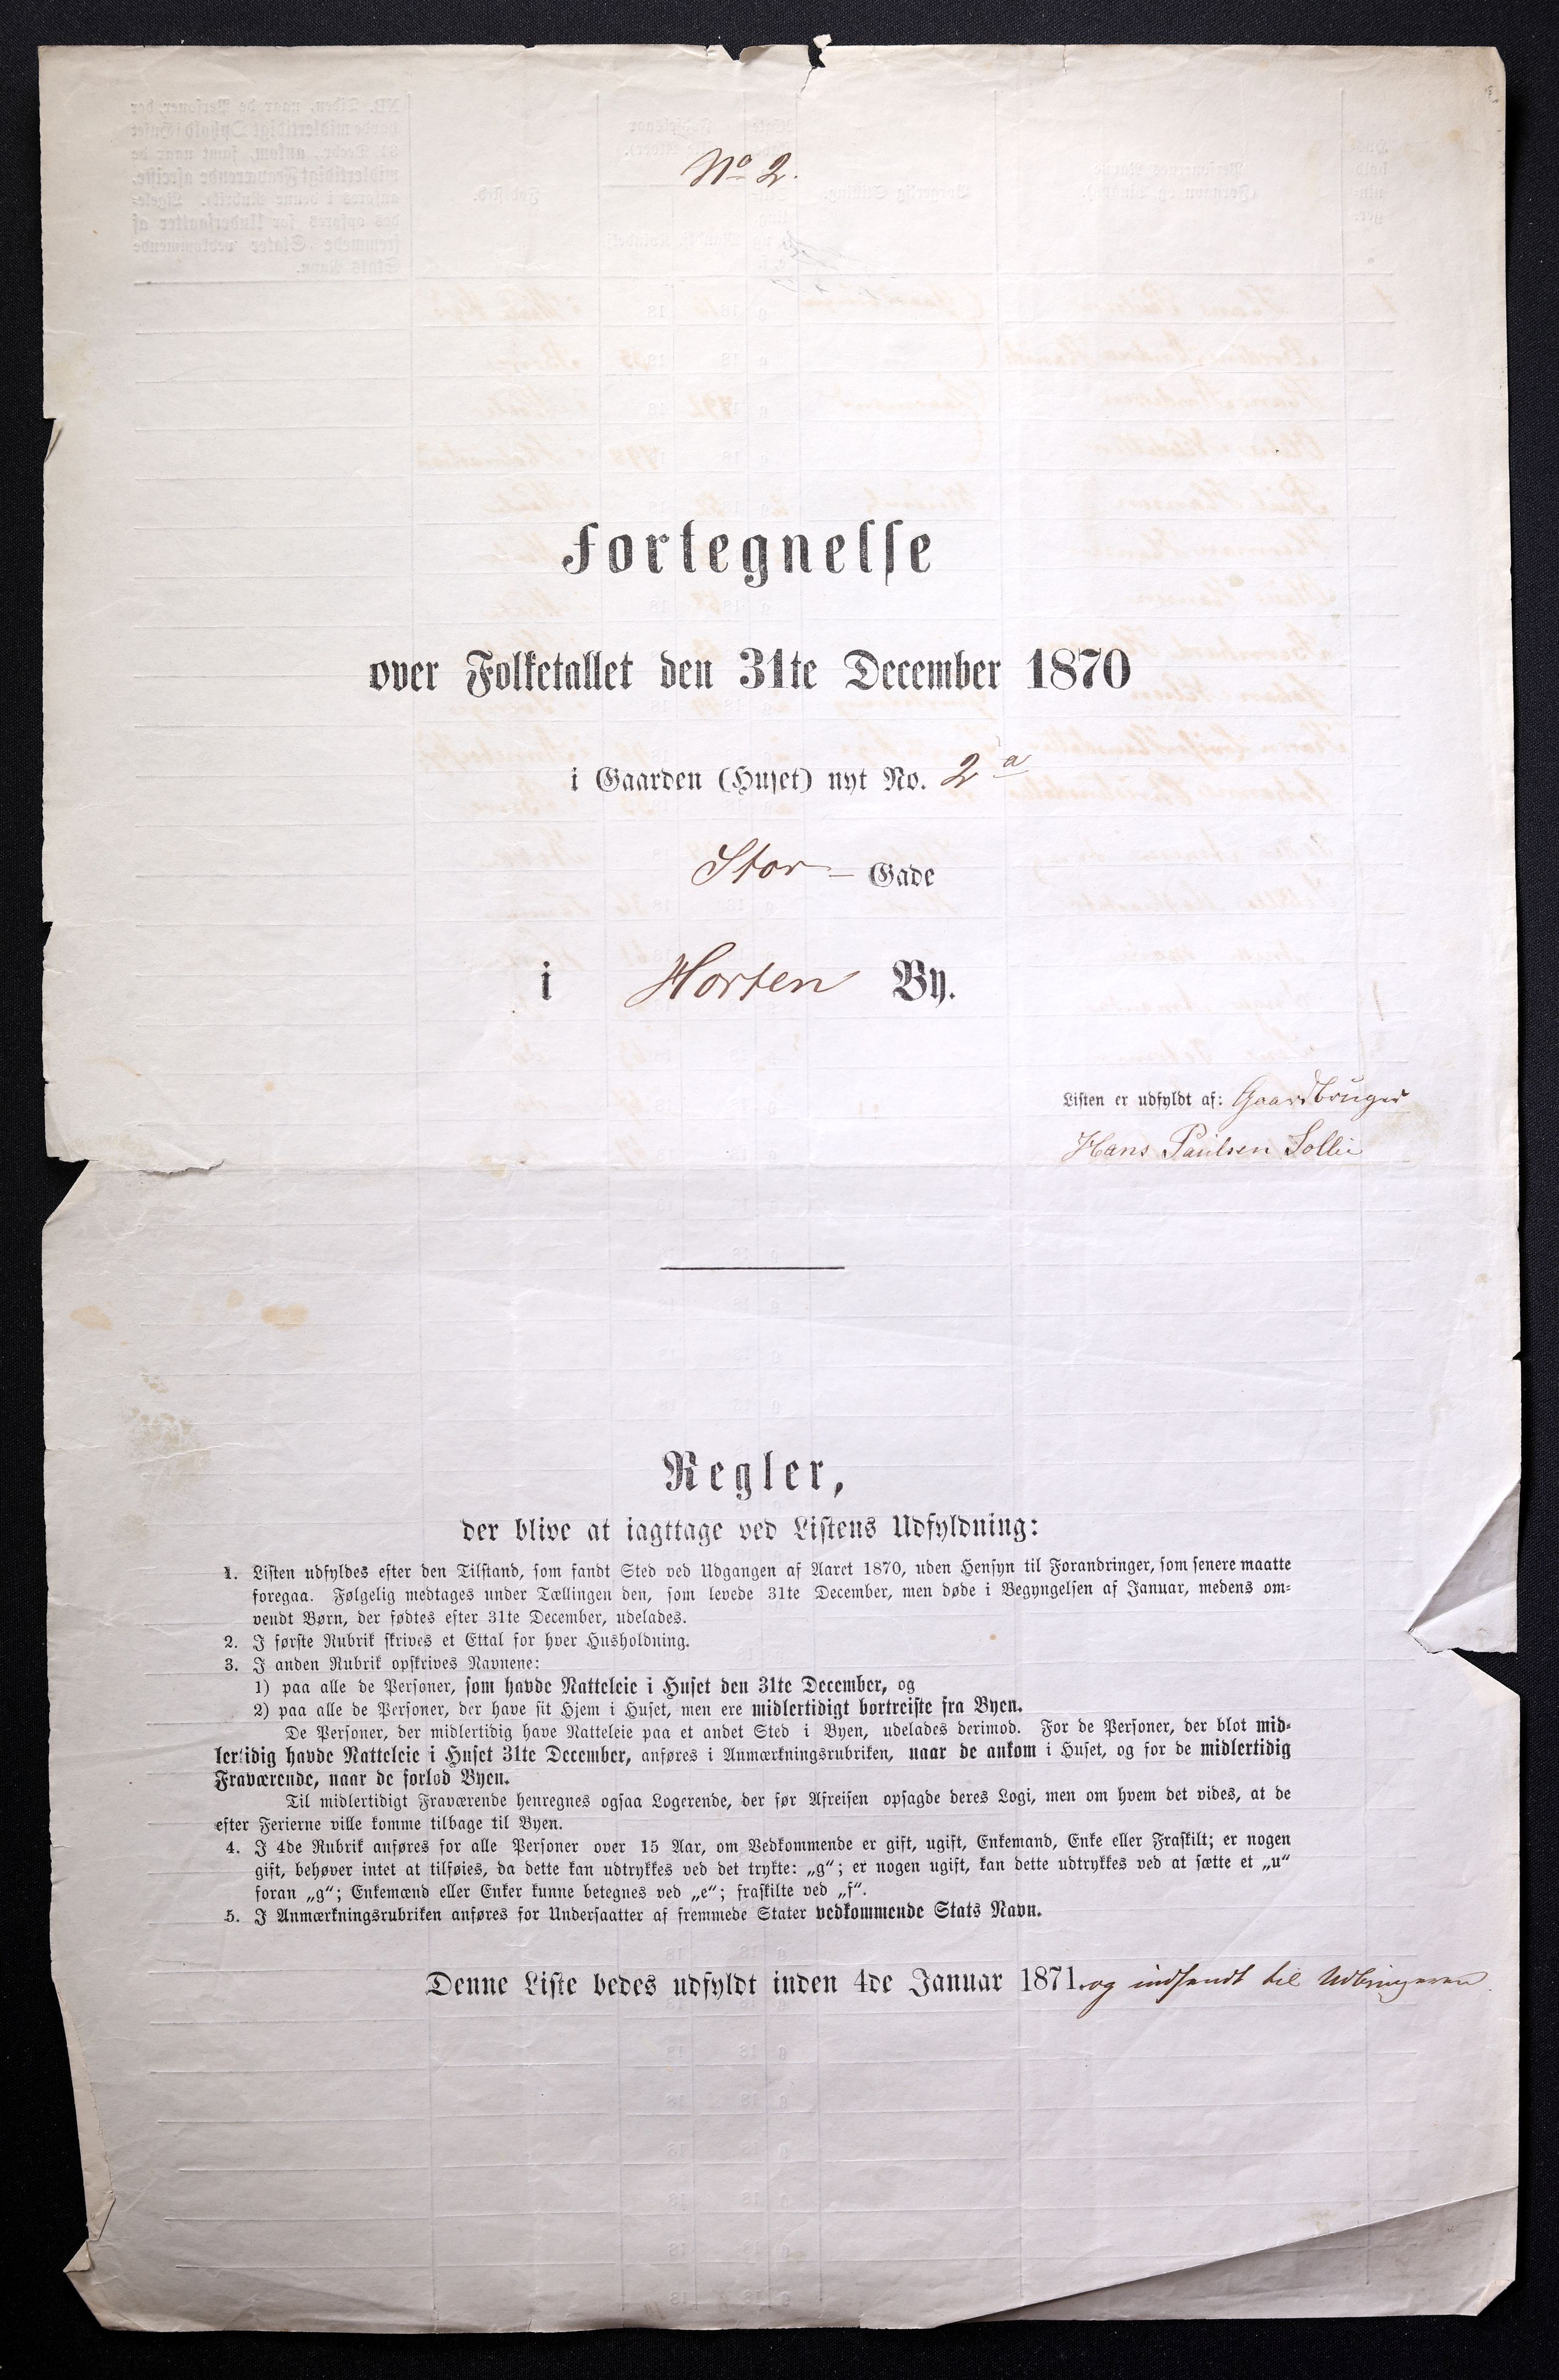 No 2.
Fortegnelse
over Folketallet den 31te December 1870
i Gaarden (Huset) nyt No. 2 a
Stor- Gade
i Horten By.
Listen er udfyldt af: Gaardbruger
Hans Paulsen Sollie
Regler,
der blive at iagttage ved Listens Udfyldning:
1. Listen udfyldes efter den Tilstand, som fandt Sted ved Udgangen af Aaret 1870, uden Hensyn til Forandringer, som senere maatte
foregaa. Følgelig medtages under Tællingen den, som levede 31te December, men døde i Begyngelsen af Januar, medens om-
vendt Børn, der fødtes efter 31te December, udelades.
2. I første Rubrik skrives et Ettal for hver Husholdning.
3. I anden Rubrik opskrives Navnene:
1) paa alle de Personer, som havde Natteleie i Huset den 31te December, og
2) paa alle de Personer, der have sit Hjem i Huset, men ere midlertidigt bortreiste fra Byen.
De Personer, der midlertidig have Natteleie paa et andet Sted i Byen, udelades derimod. For de Personer, der blot mid-
lertidig havde Natteleie i Huset 31te December, anføres i Anmærkningsrubriken, naar de ankom i Huset, og for de midlertidig
Fraværende, naar de forlod Byen.
Til midlertidigt Fraværende henregnes ogsaa Logerende, der før Afreisen opsagde deres Logi, men om hvem det vides, at de
efter Ferierne ville komme tilbage til Byen.
4. I 4de Rubrik anføres for alle Personer over 15 Aar, om Vedkommende er gift, ugift, Enkemand, Enke eller Fraskilt; er nogen
gift, behøver intet at tilføies, da dette kan udtrykkes ved det trykte: „g“; er nogen ugift, kan dette udtrykkes ved at sætte et „u“
foran „g“; Enkemænd eller Enker kunne betegnes ved „e“; fraskilte ved „f“.
5. I Anmærkningsrubriken anføres for Undersaatter af fremmede Stater vedkommende Stats Navn.
Denne Liste bedes udfyldt inden 4de Januar 1871. og indsendt til Udbringeren